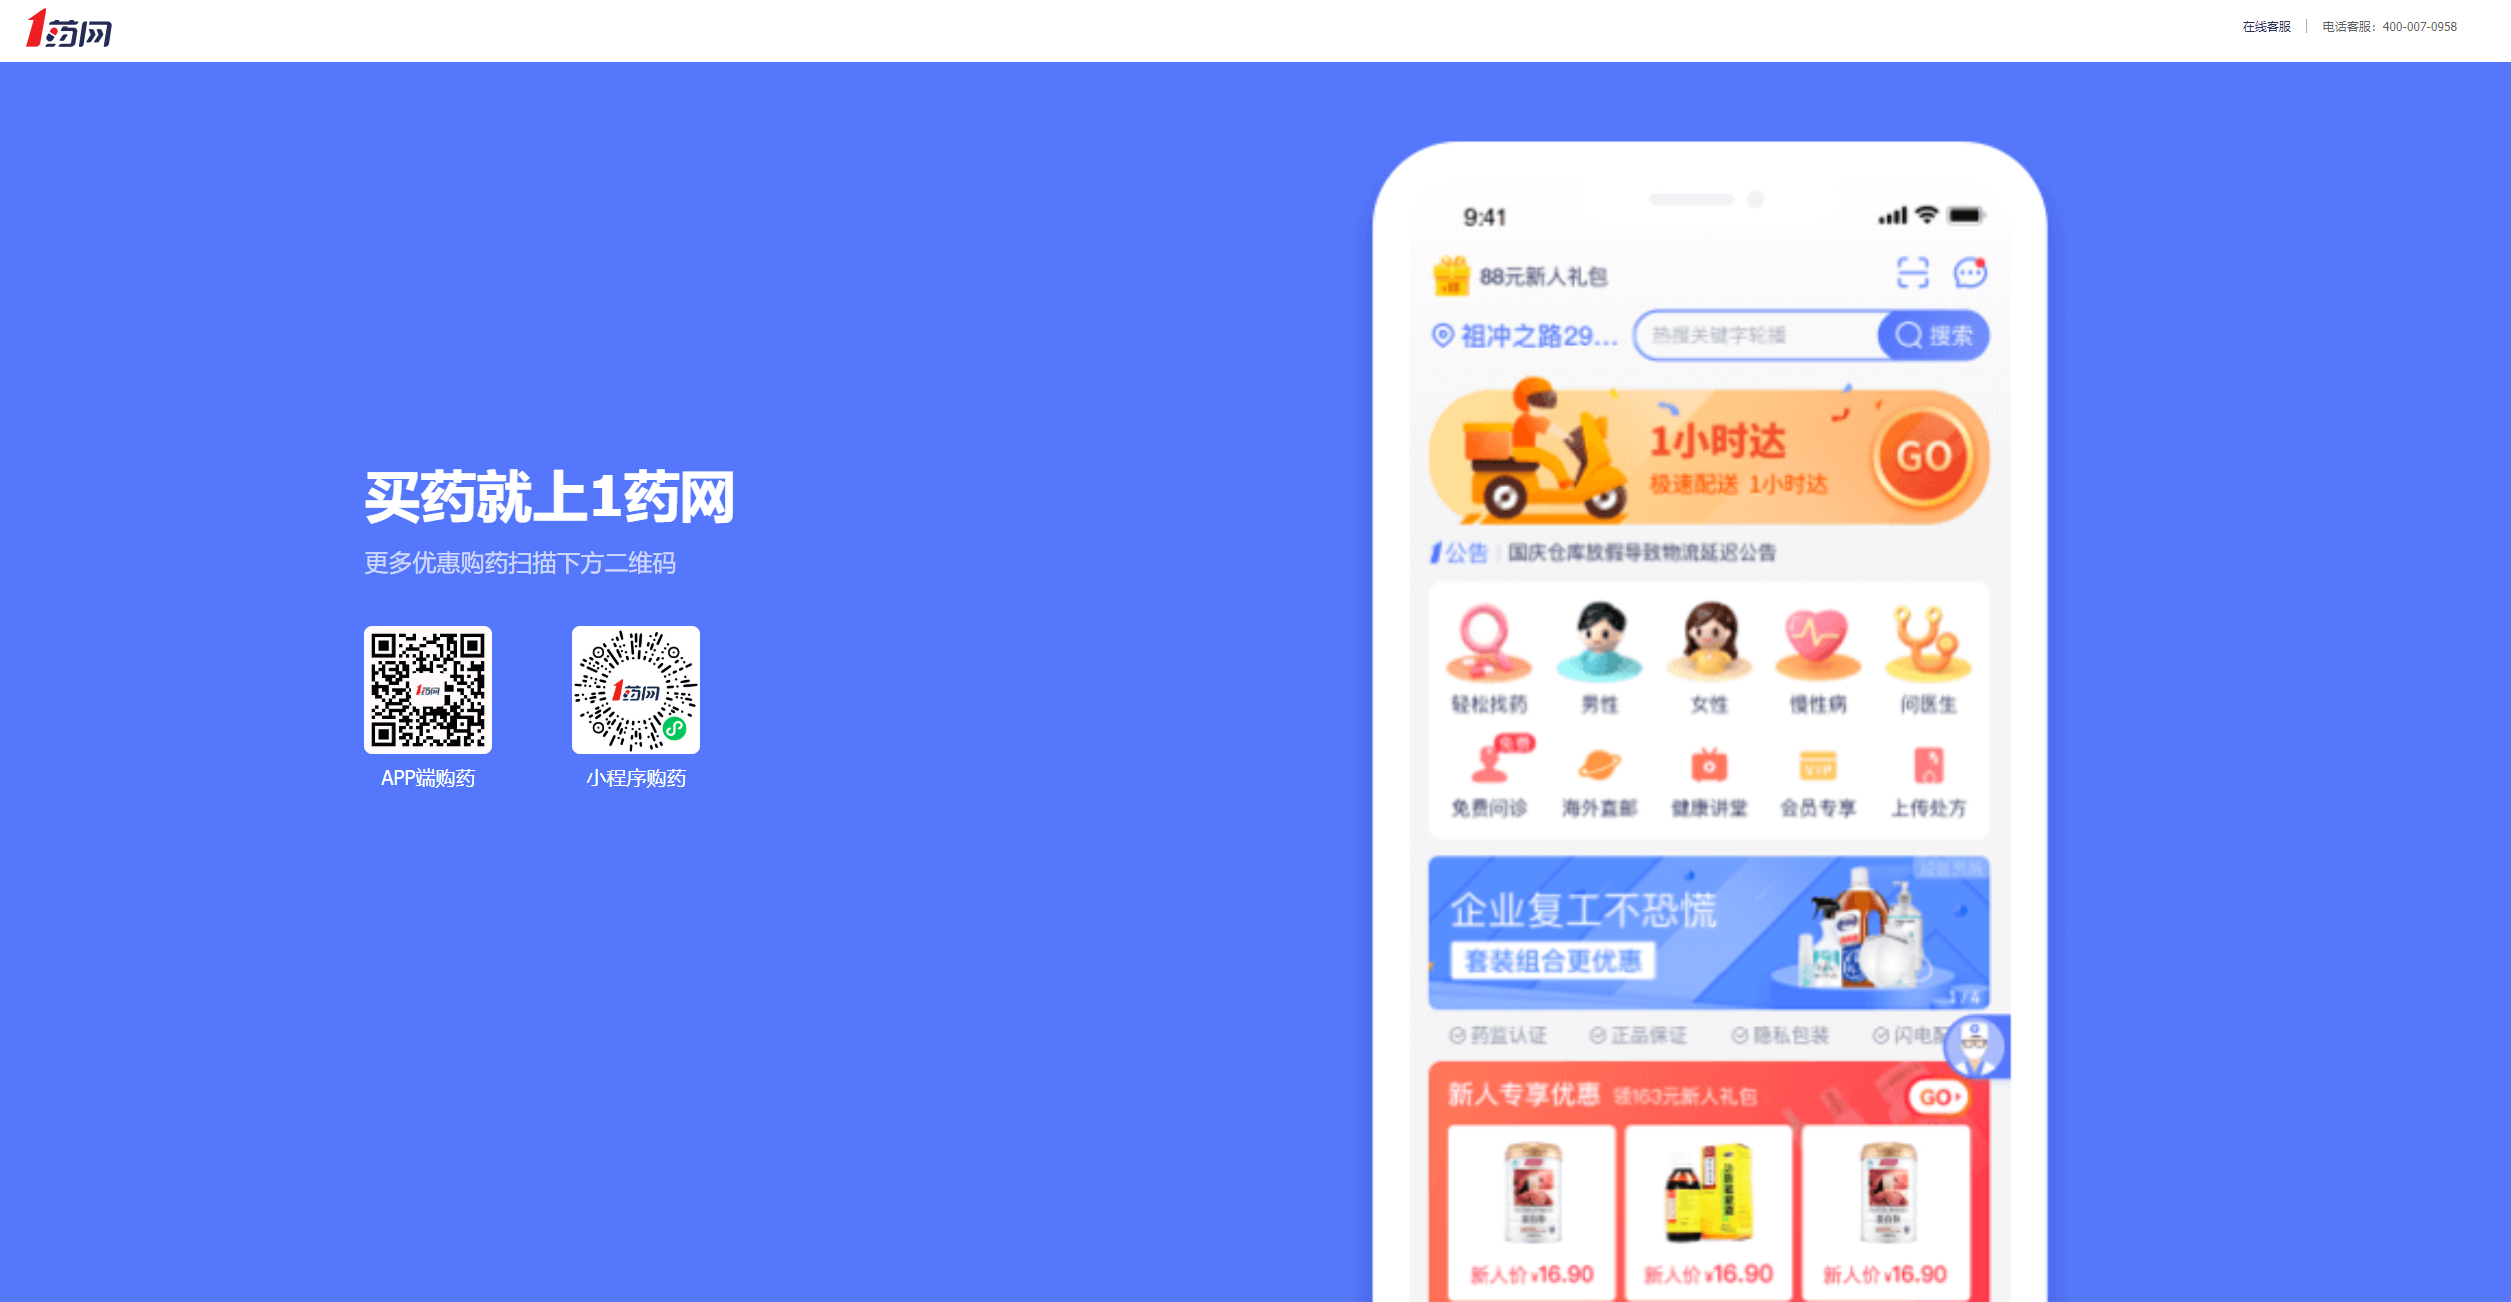 1药网
在线客服
电话客服：400-007-0958
买药就上1药网
更多优惠购药扫描下方二维码
1药网
1药网
APP端购药
小程序购药
9:41
88元新人礼包
祖冲之路29...
热搜关键字轮播
搜索
1小时达
极速配送 1小时达
GO
1公告
国庆仓库放假导致物流延迟公告
轻松找药
男性
女性
慢性病
问医生
免费
VIP
免费问诊
海外直邮
健康讲堂
会员专享
上传处方
企业复工不恐慌
套装组合更优惠
1 / 4
药监认证
正品保证
隐私包装
闪电配
新人专享优惠
领163元新人礼包
GO
新人价 ¥16.90
新人价 ¥16.90
新人价 ¥16.90